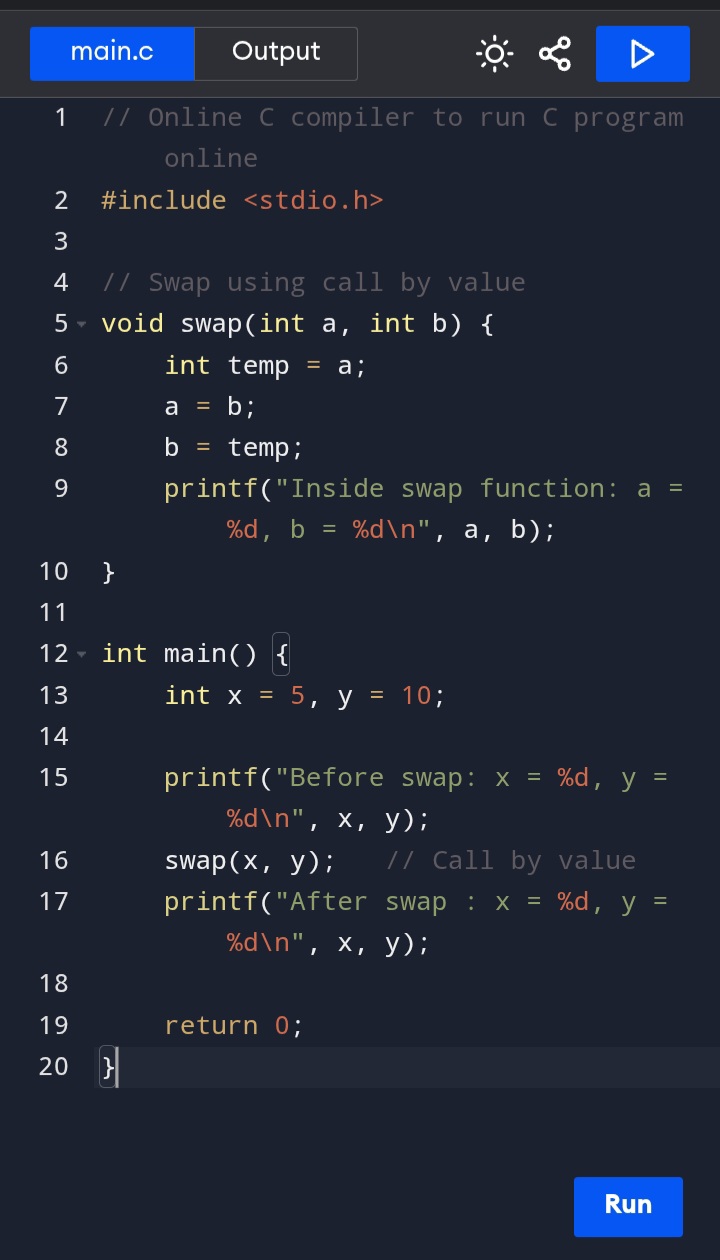 main.c Output
1 // Online C compiler to run C program
online
2 #include <stdio.h>
3
4 // Swap using call by value
5 void swap(int a, int b) {
6     int temp = a;
7     a = b;
8     b = temp;
9     printf("Inside swap function: a =
%d, b = %d\n", a, b);
10 }
11
12 int main() {
13     int x = 5, y = 10;
14
15     printf("Before swap: x = %d, y =
%d\n", x, y);
16     swap(x, y);   // Call by value
17     printf("After swap : x = %d, y =
%d\n", x, y);
18
19     return 0;
20 }
Run